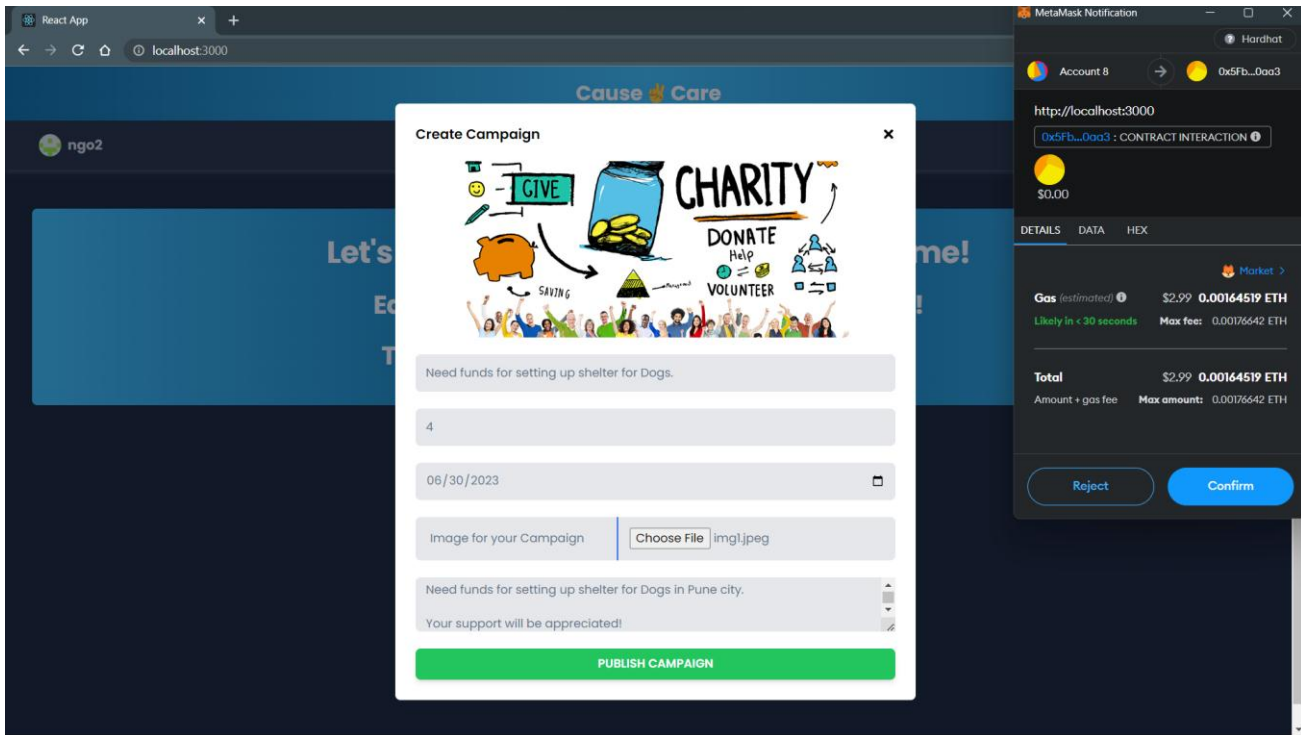 React App
localhost:3000
Cause ✌ Care
ngo2
Let's
me!
Ea
!
T
Create Campaign
GIVE
CHARITY
DONATE
Help
VOLUNTEER
SAVING
Need funds for setting up shelter for Dogs.
4
06/30/2023
Image for your Campaign
Choose File img1.jpeg
Need funds for setting up shelter for Dogs in Pune city.
Your support will be appreciated!
PUBLISH CAMPAIGN
MetaMask Notification
Hardhat
Account 8
0x5Fb...0aa3
http://localhost:3000
0x5Fb...0aa3 : CONTRACT INTERACTION
$0.00
DETAILS DATA HEX
Market >
Gas (estimated) $2.99 0.00164519 ETH
Likely in < 30 seconds Max fee: 0.00176642 ETH
Total $2.99 0.00164519 ETH
Amount + gas fee Max amount: 0.00176642 ETH
Reject Confirm